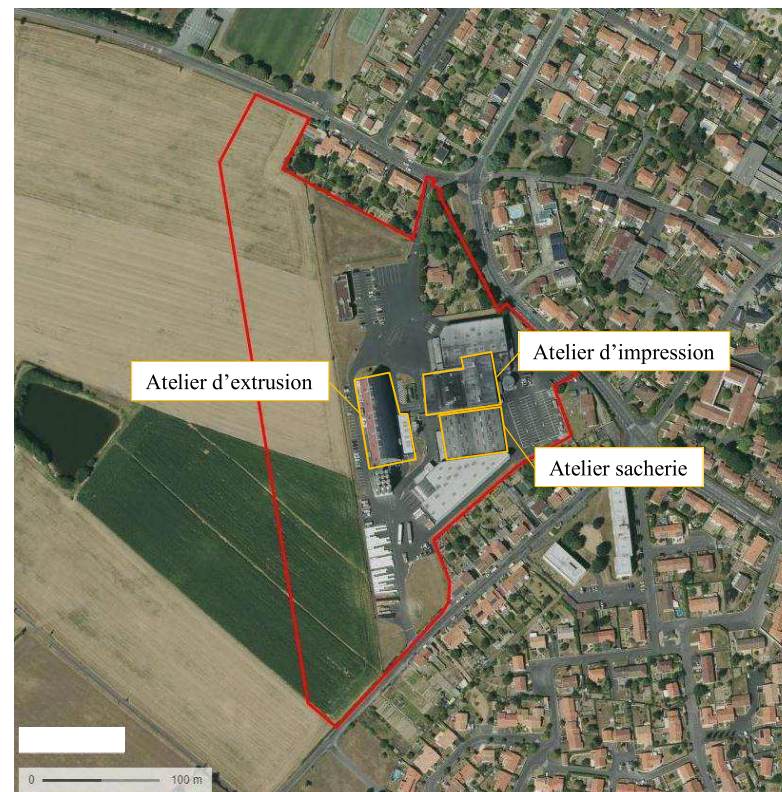 Atelier d’impression
Atelier d’extrusion
Atelier sacherie
0 100 m